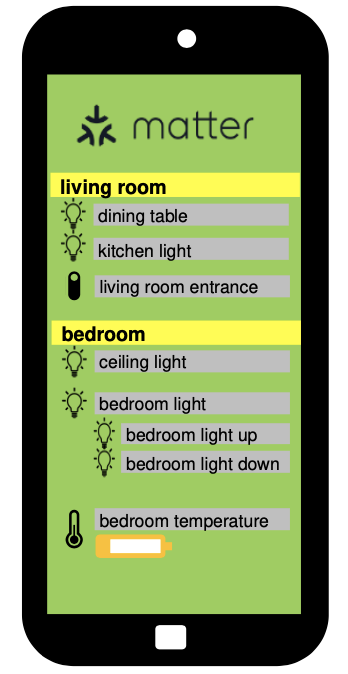 matter
living room
dining table
kitchen light
living room entrance
bedroom
ceiling light
bedroom light
bedroom light up
bedroom light down
bedroom temperature